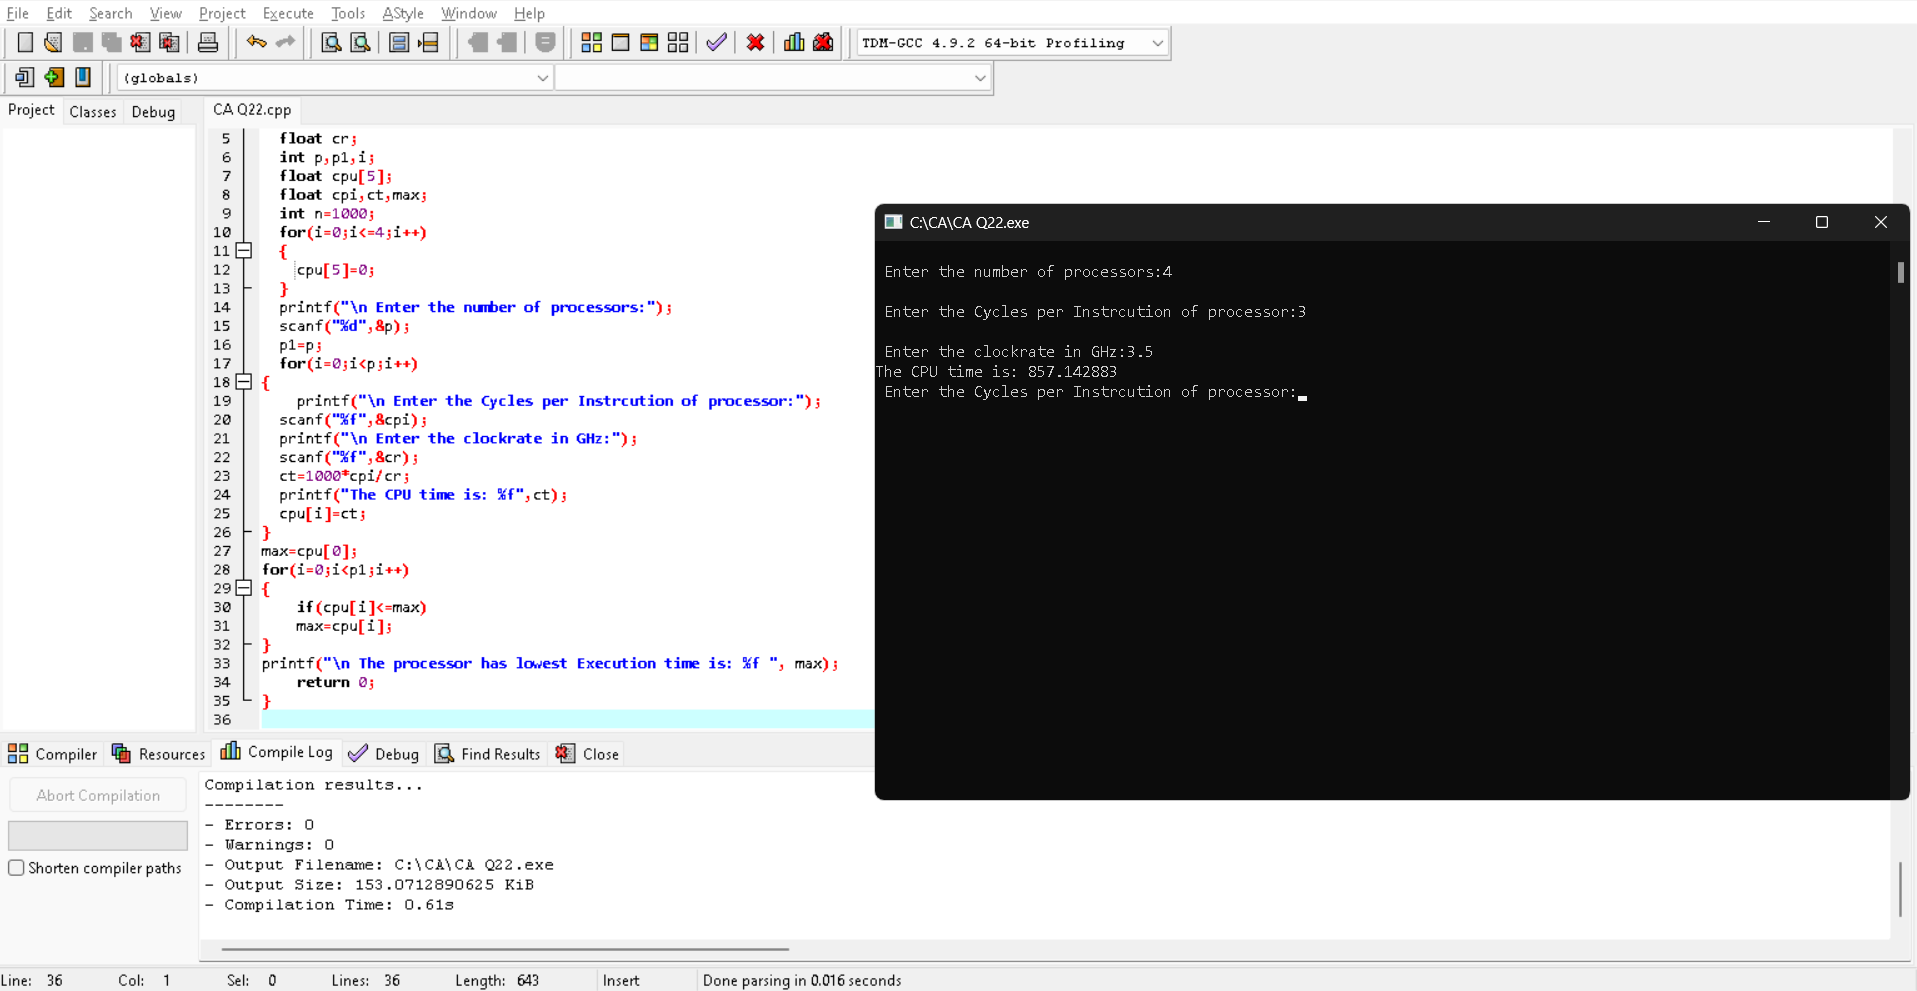 File Edit Search View Project Execute Tools AStyle Window Help
TDM-GCC 4.9.2 64-bit Profiling
(globals)
Project Classes Debug
CA Q22.cpp
5 float cr;
6 int p,p1,i;
7 float cpu[5];
8 float cpi,ct,max;
9 int n=1000;
10 for(i=0;i<=4;i++)
11 {
12 cpu[5]=0;
13 }
14 printf("\n Enter the number of processors:");
15 scanf("%d",&p);
16 p1=p;
17 for(i=0;i<p;i++)
18 {
19 printf("\n Enter the Cycles per Instrcution of processor:");
20 scanf("%f",&cpi);
21 printf("\n Enter the clockrate in GHz:");
22 scanf("%f",&cr);
23 ct=1000*cpi/cr;
24 printf("The CPU time is: %f",ct);
25 cpu[i]=ct;
26 }
27 max=cpu[0];
28 for(i=0;i<p1;i++)
29 {
30 if(cpu[i]<=max)
31 max=cpu[i];
32 }
33 printf("\n The processor has lowest Execution time is: %f ", max);
34 return 0;
35 }
36
C:\CA\CA Q22.exe
Enter the number of processors:4
Enter the Cycles per Instrcution of processor:3
Enter the clockrate in GHz:3.5
The CPU time is: 857.142883
Enter the Cycles per Instrcution of processor:
Compiler Resources Compile Log Debug Find Results Close
Abort Compilation
Shorten compiler paths
Compilation results...
--------
- Errors: 0
- Warnings: 0
- Output Filename: C:\CA\CA Q22.exe
- Output Size: 153.0712890625 KiB
- Compilation Time: 0.61s
Line: 36 Col: 1 Sel: 0 Lines: 36 Length: 643 Insert Done parsing in 0.016 seconds